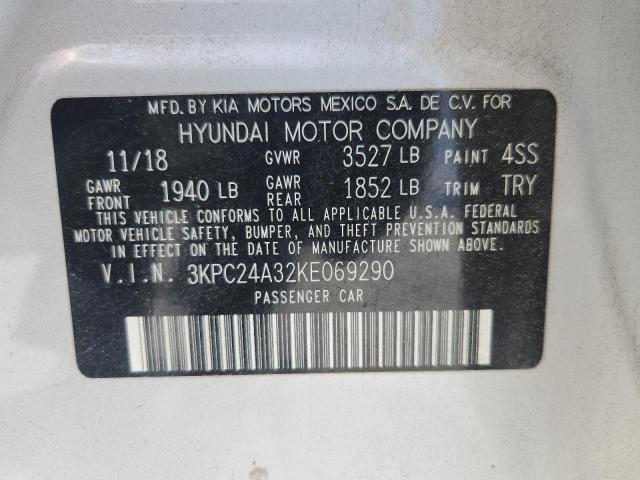 MFD. BY KIA MOTORS MEXICO S.A. DE C.V. FOR
HYUNDAI MOTOR COMPANY
11/18 GVWR 3527 LB PAINT 4SS
GAWR FRONT 1940 LB GAWR REAR 1852 LB TRIM TRY
THIS VEHICLE CONFORMS TO ALL APPLICABLE U.S.A. FEDERAL
MOTOR VEHICLE SAFETY, BUMPER, AND THEFT PREVENTION STANDARDS
IN EFFECT ON THE DATE OF MANUFACTURE SHOWN ABOVE.
V.I.N. 3KPC24A32KE069290
PASSENGER CAR